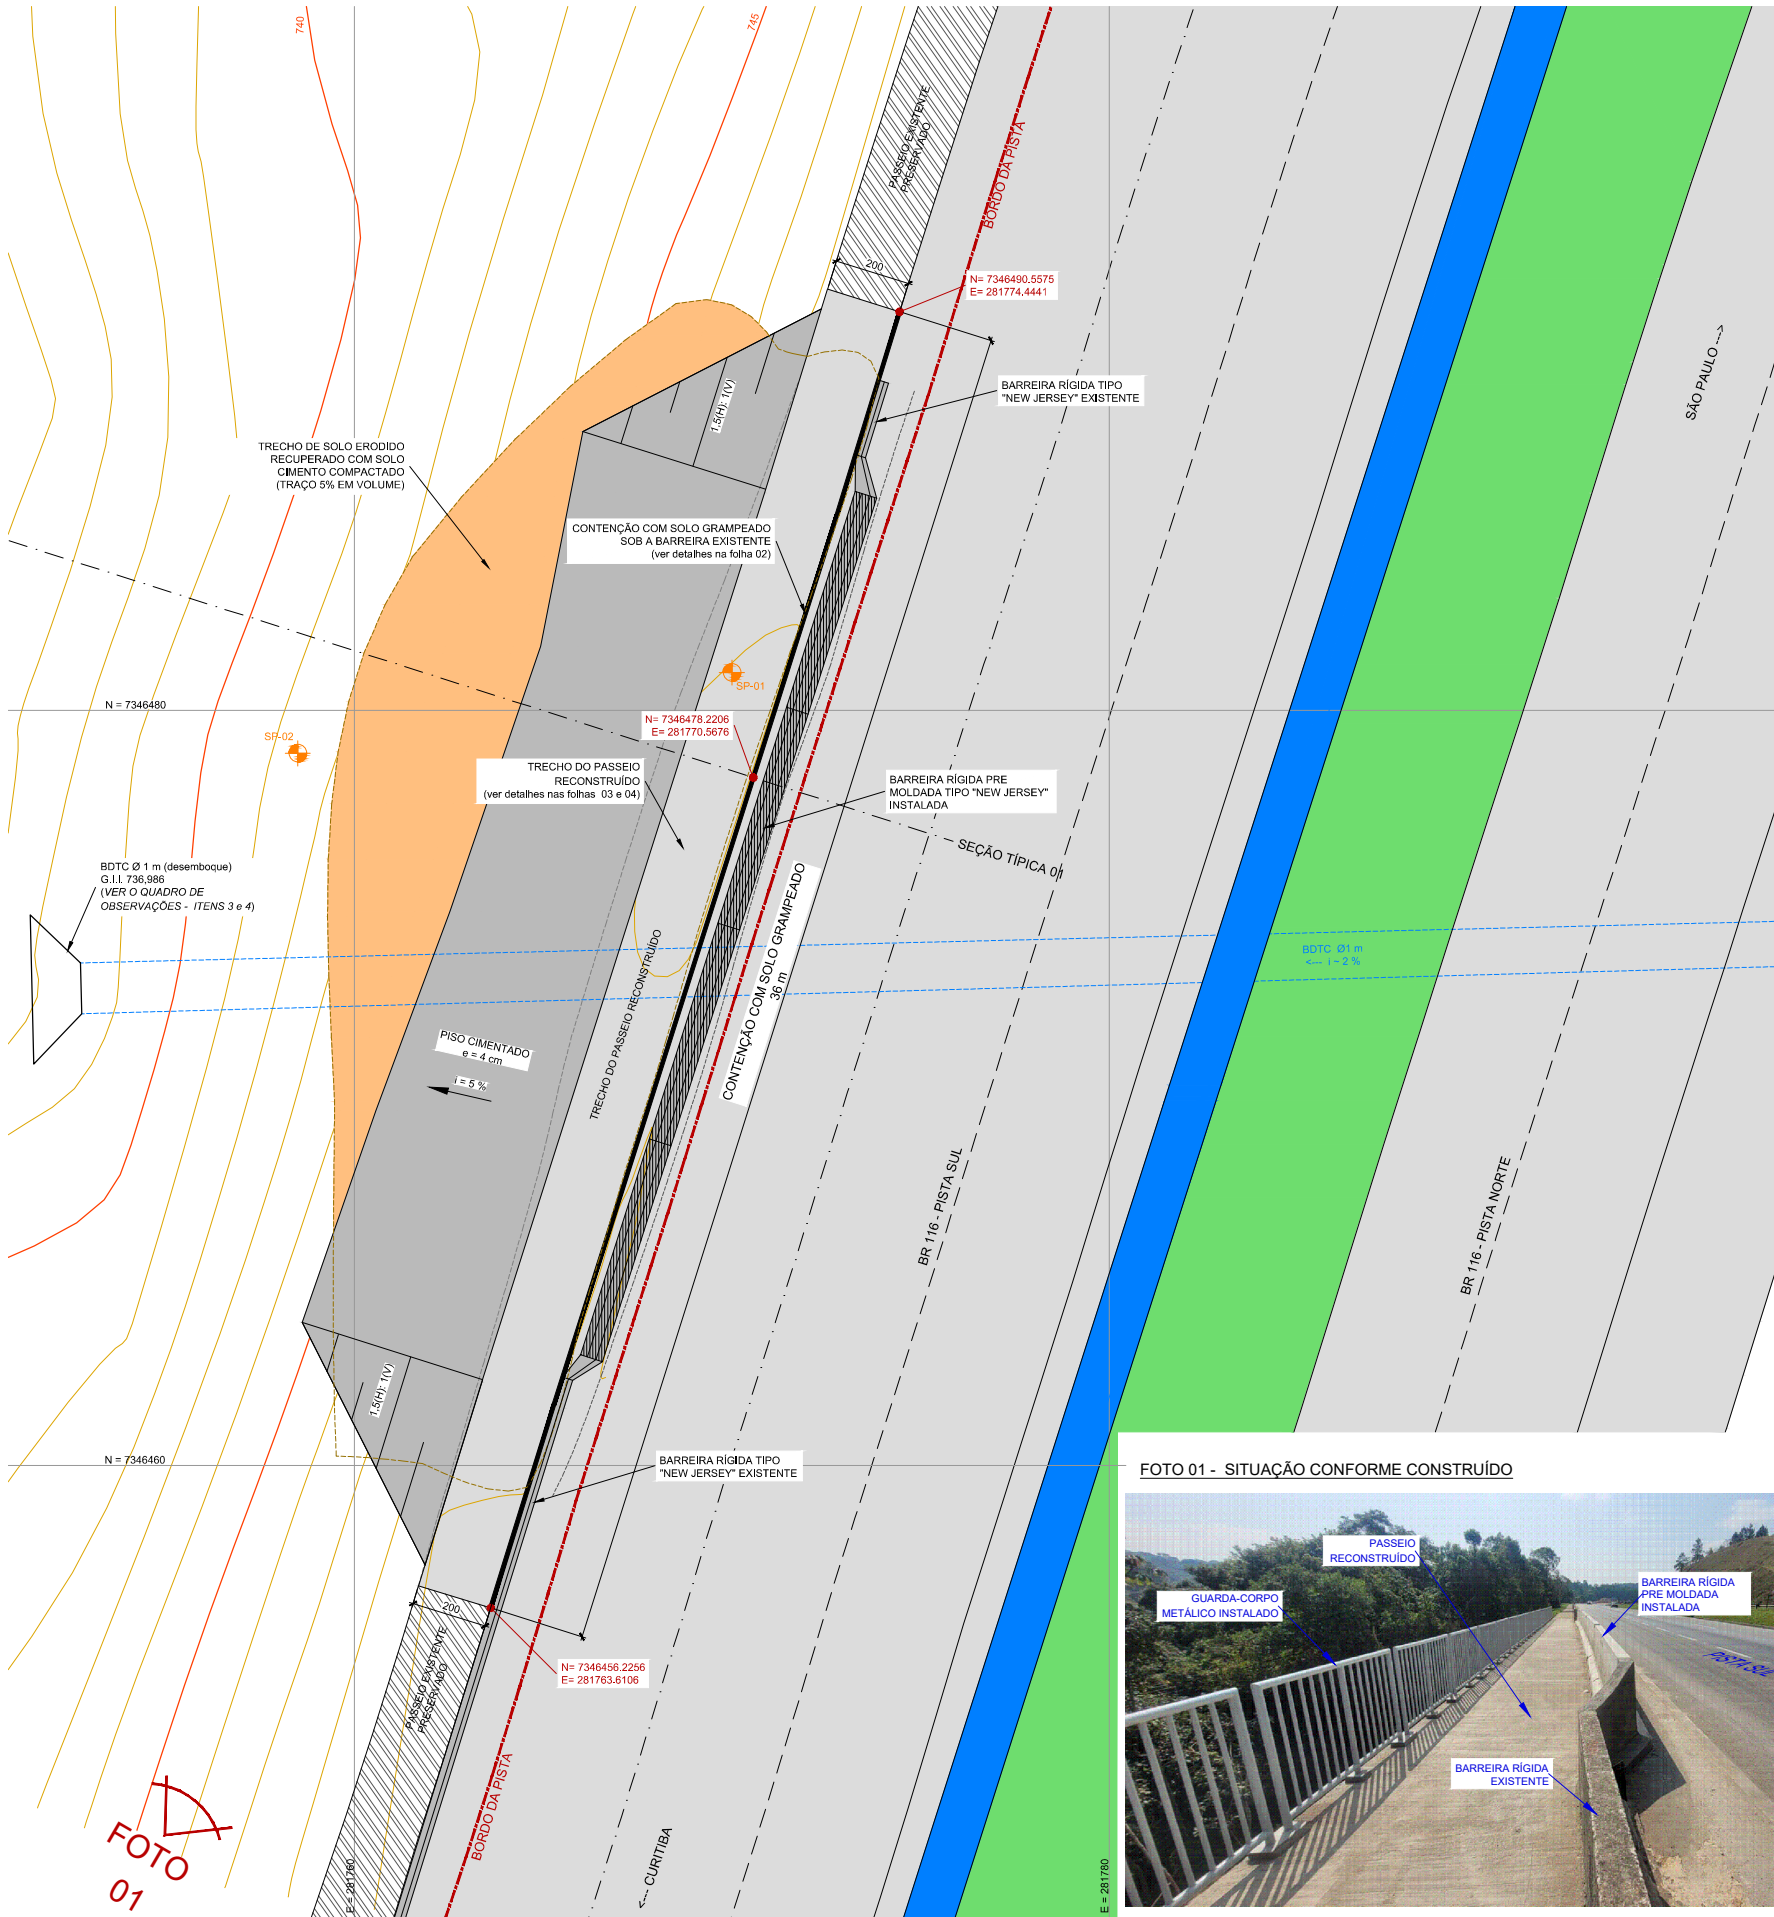 740
745
PASSEIO EXISTENTE
PRESERVADO
BORDO DA PISTA
200
N= 7346490.5575
E= 281774.4441
SÃO PAULO --->
BARREIRA RÍGIDA TIPO
"NEW JERSEY" EXISTENTE
1,5(H): 1(V)
TRECHO DE SOLO ERODIDO
RECUPERADO COM SOLO
CIMENTO COMPACTADO
(TRAÇO 5% EM VOLUME)
CONTENÇÃO COM SOLO GRAMPEADO
SOB A BARREIRA EXISTENTE
(ver detalhes na folha 02)
SP-01
N = 7346480
N= 7346478.2206
E= 281770.5676
SP-02
TRECHO DO PASSEIO
RECONSTRUÍDO
(ver detalhes nas folhas 03 e 04)
BARREIRA RÍGIDA PRE
MOLDADA TIPO "NEW JERSEY"
INSTALADA
SEÇÃO TÍPICA 01
BDTC Ø 1 m (desemboque)
G.I.I. 736,986
(VER O QUADRO DE
OBSERVAÇÕES - ITENS 3 e 4)
TRECHO DO PASSEIO RECONSTRUÍDO
CONTENÇÃO COM SOLO GRAMPEADO
36 m
BDTC Ø1 m
<--- i ~ 2 %
PISO CIMENTADO
e = 4 cm
i = 5 %
BR 116 - PISTA SUL
BR 116 - PISTA NORTE
1,5(H): 1(V)
N = 7346460
BARREIRA RÍGIDA TIPO
"NEW JERSEY" EXISTENTE
200
PASSEIO EXISTENTE
PRESERVADO
N= 7346456.2256
E= 281763.6106
BORDO DA PISTA
<--- CURITIBA
E = 281760
E = 281780
FOTO
01
FOTO 01 - SITUAÇÃO CONFORME CONSTRUÍDO
PASSEIO
RECONSTRUÍDO
GUARDA-CORPO
METÁLICO INSTALADO
BARREIRA RÍGIDA
PRE MOLDADA
INSTALADA
PISTA SUL
BARREIRA RÍGIDA
EXISTENTE